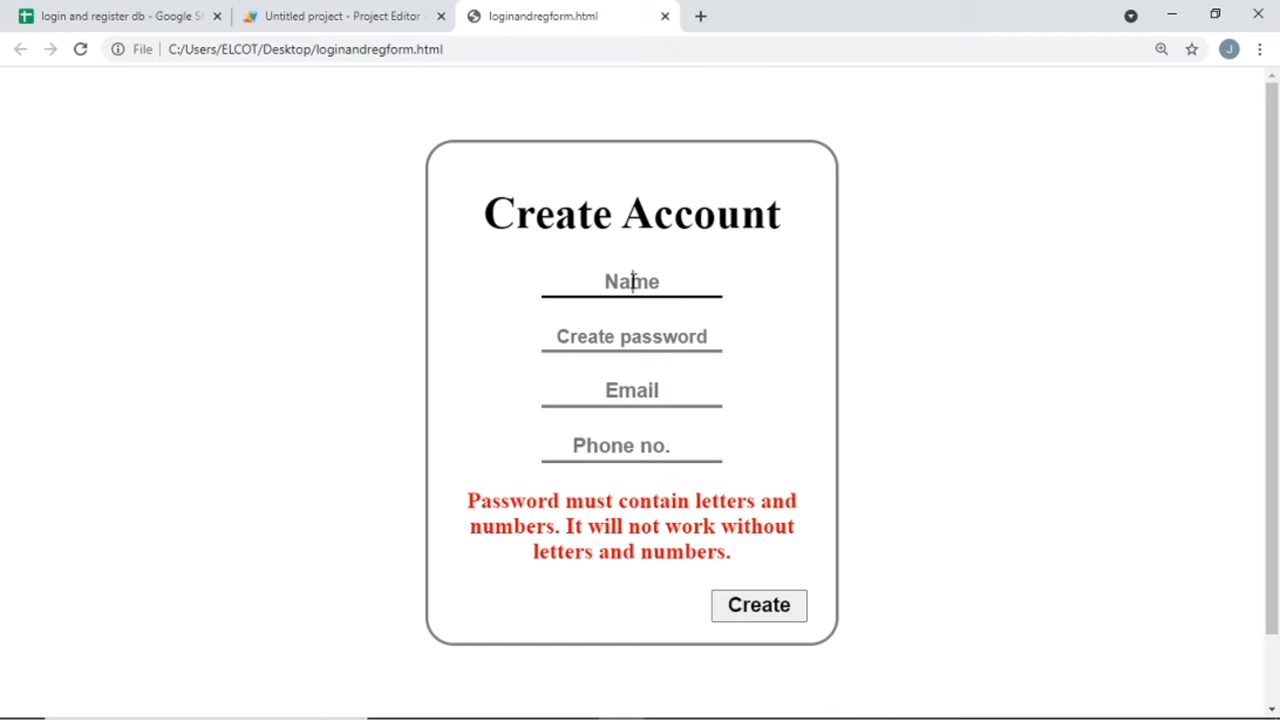 login and register db - Google Sh
Untitled project - Project Editor -
loginandregform.html
File
C:/Users/ELCOT/Desktop/loginandregform.html
J
Create Account
Name
Create password
Email
Phone no.
Password must contain letters and
numbers. It will not work without
letters and numbers.
Create